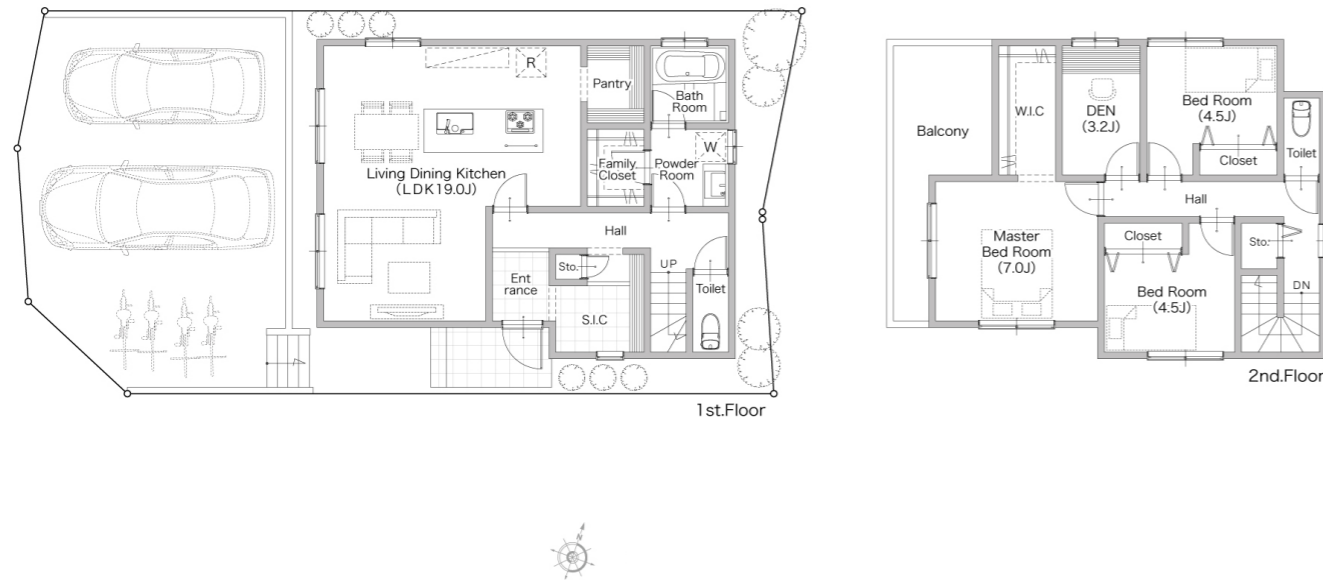 R
Pantry
Bath
Room
W
Family
Closet
Powder
Room
Living Dining Kitchen
(LDK19.0J)
Hall
UP
Sto.
Ent
rance
S.I.C
Toilet
1st.Floor
Balcony
W.I.C
DEN
(3.2J)
Bed Room
(4.5J)
Closet
Toilet
Hall
Master
Bed Room
(7.0J)
Closet
Sto.
Bed Room
(4.5J)
DN
2nd.Floor
N